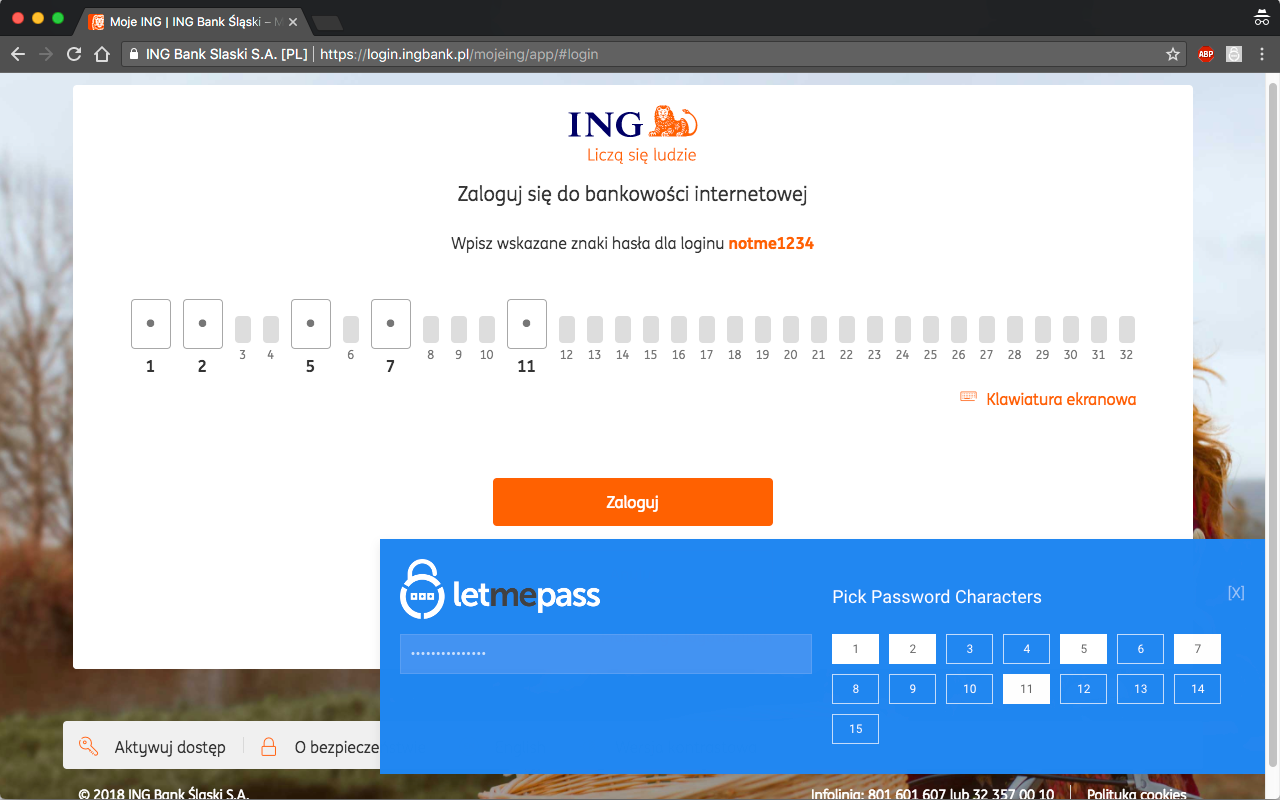 Moje ING | ING Bank Śląski – M
ING Bank Slaski S.A. [PL] | https://login.ingbank.pl/mojeing/app/#login
ABP
ING
Liczą się ludzie
Zaloguj się do bankowości internetowej
Wpisz wskazane znaki hasła dla loginu notme1234
1 2 3 4 5 6 7 8 9 10 11 12 13 14 15 16 17 18 19 20 21 22 23 24 25 26 27 28 29 30 31 32
Klawiatura ekranowa
Zaloguj
letmepass
Pick Password Characters
[X]
1 2 3 4 5 6 7
8 9 10 11 12 13 14
15
Aktywuj dostęp
O bezpiecze
© 2018 ING Bank Śląski S.A.
Infolinia: 801 601 607 lub 32 357 00 10 | Polityka cookies